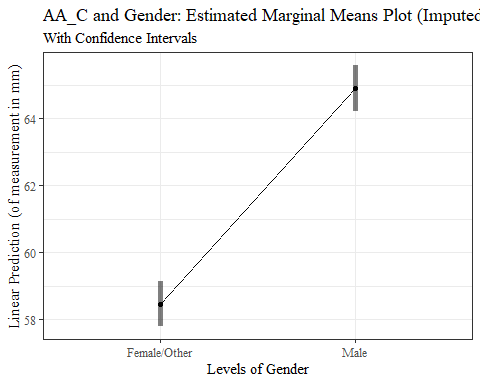 AA_C and Gender: Estimated Marginal Means Plot (Imputed
With Confidence Intervals
Linear Prediction (of measurement in mm)
64
62
60
58
Female/Other
Male
Levels of Gender